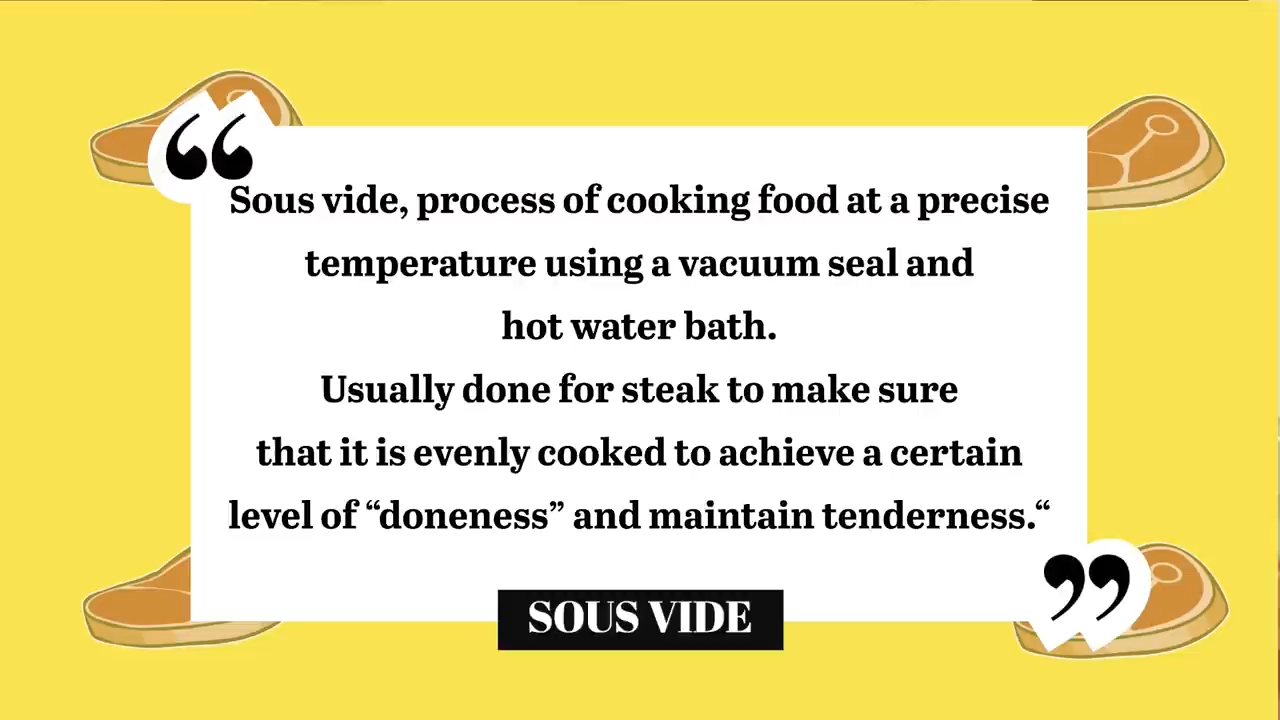 “
Sous vide, process of cooking food at a precise
temperature using a vacuum seal and
hot water bath.
Usually done for steak to make sure
that it is evenly cooked to achieve a certain
level of “doneness” and maintain tenderness.“
”
SOUS VIDE